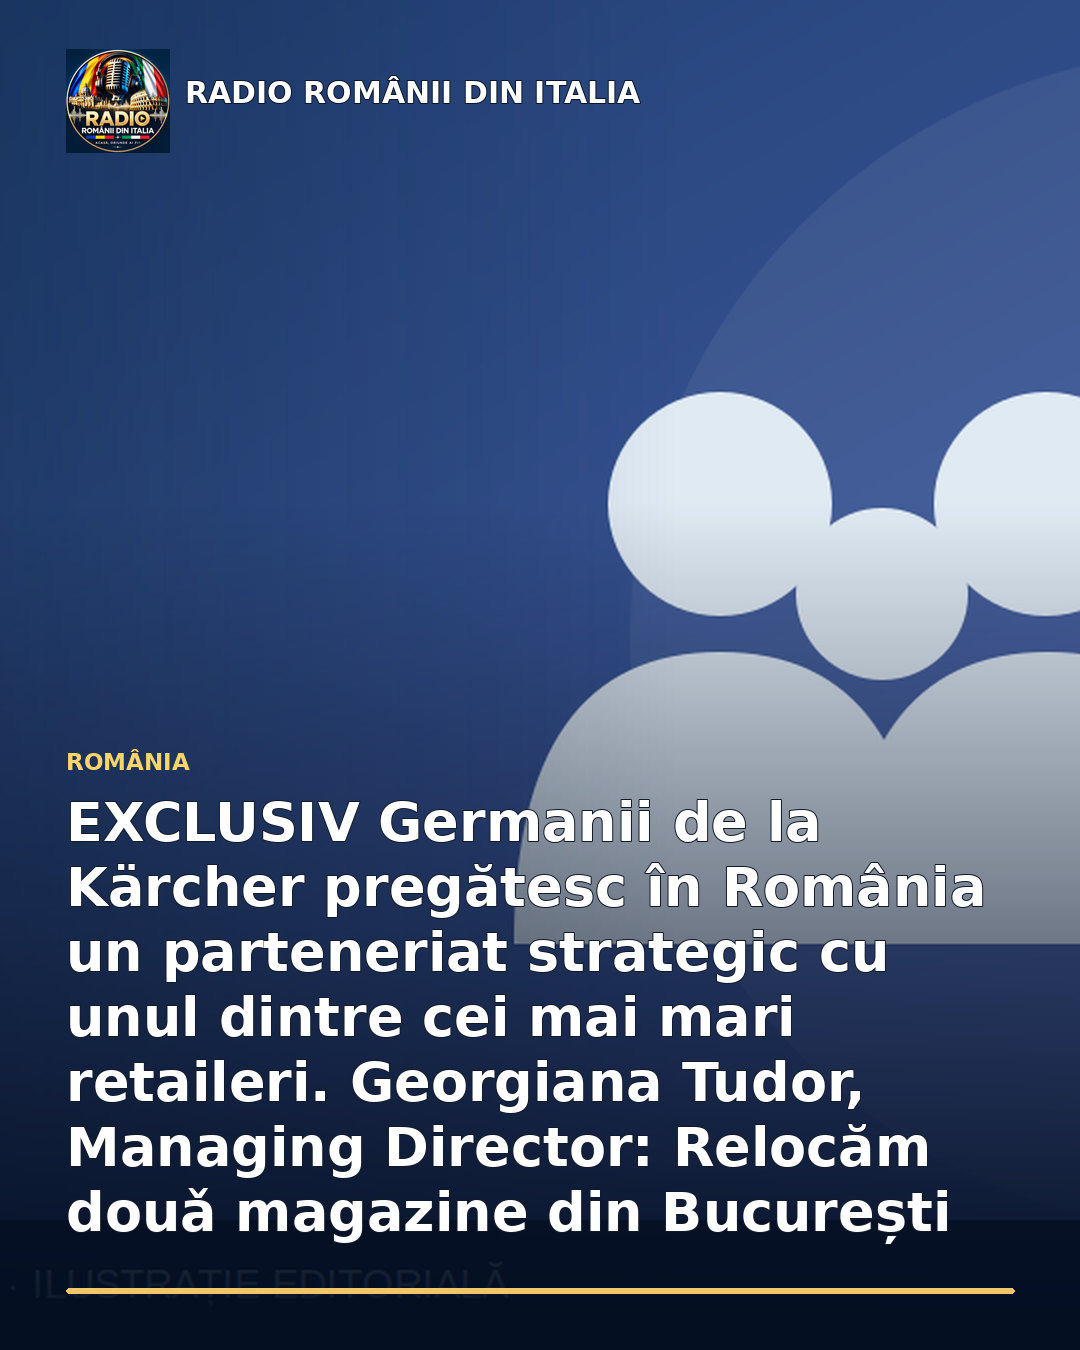 RADIO
ROMÂNII DIN ITALIA
RADIO ROMÂNII DIN ITALIA
ROMÂNIA
EXCLUSIV Germanii de la
Kärcher pregătesc în România
un parteneriat strategic cu
unul dintre cei mai mari
retaileri. Georgiana Tudor,
Managing Director: Relocăm
două magazine din București
· ILUSTRAȚIE EDITORIALĂ